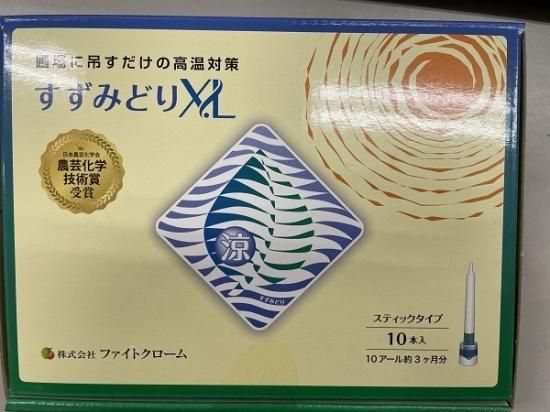 圃場に吊すだけの高温対策
すずみどりXL
日本農芸化学会
農芸化学
技術賞
受賞
涼
すずみどり
スティックタイプ
10本入
10アール約3ヶ月分
株式会社 ファイトクローム